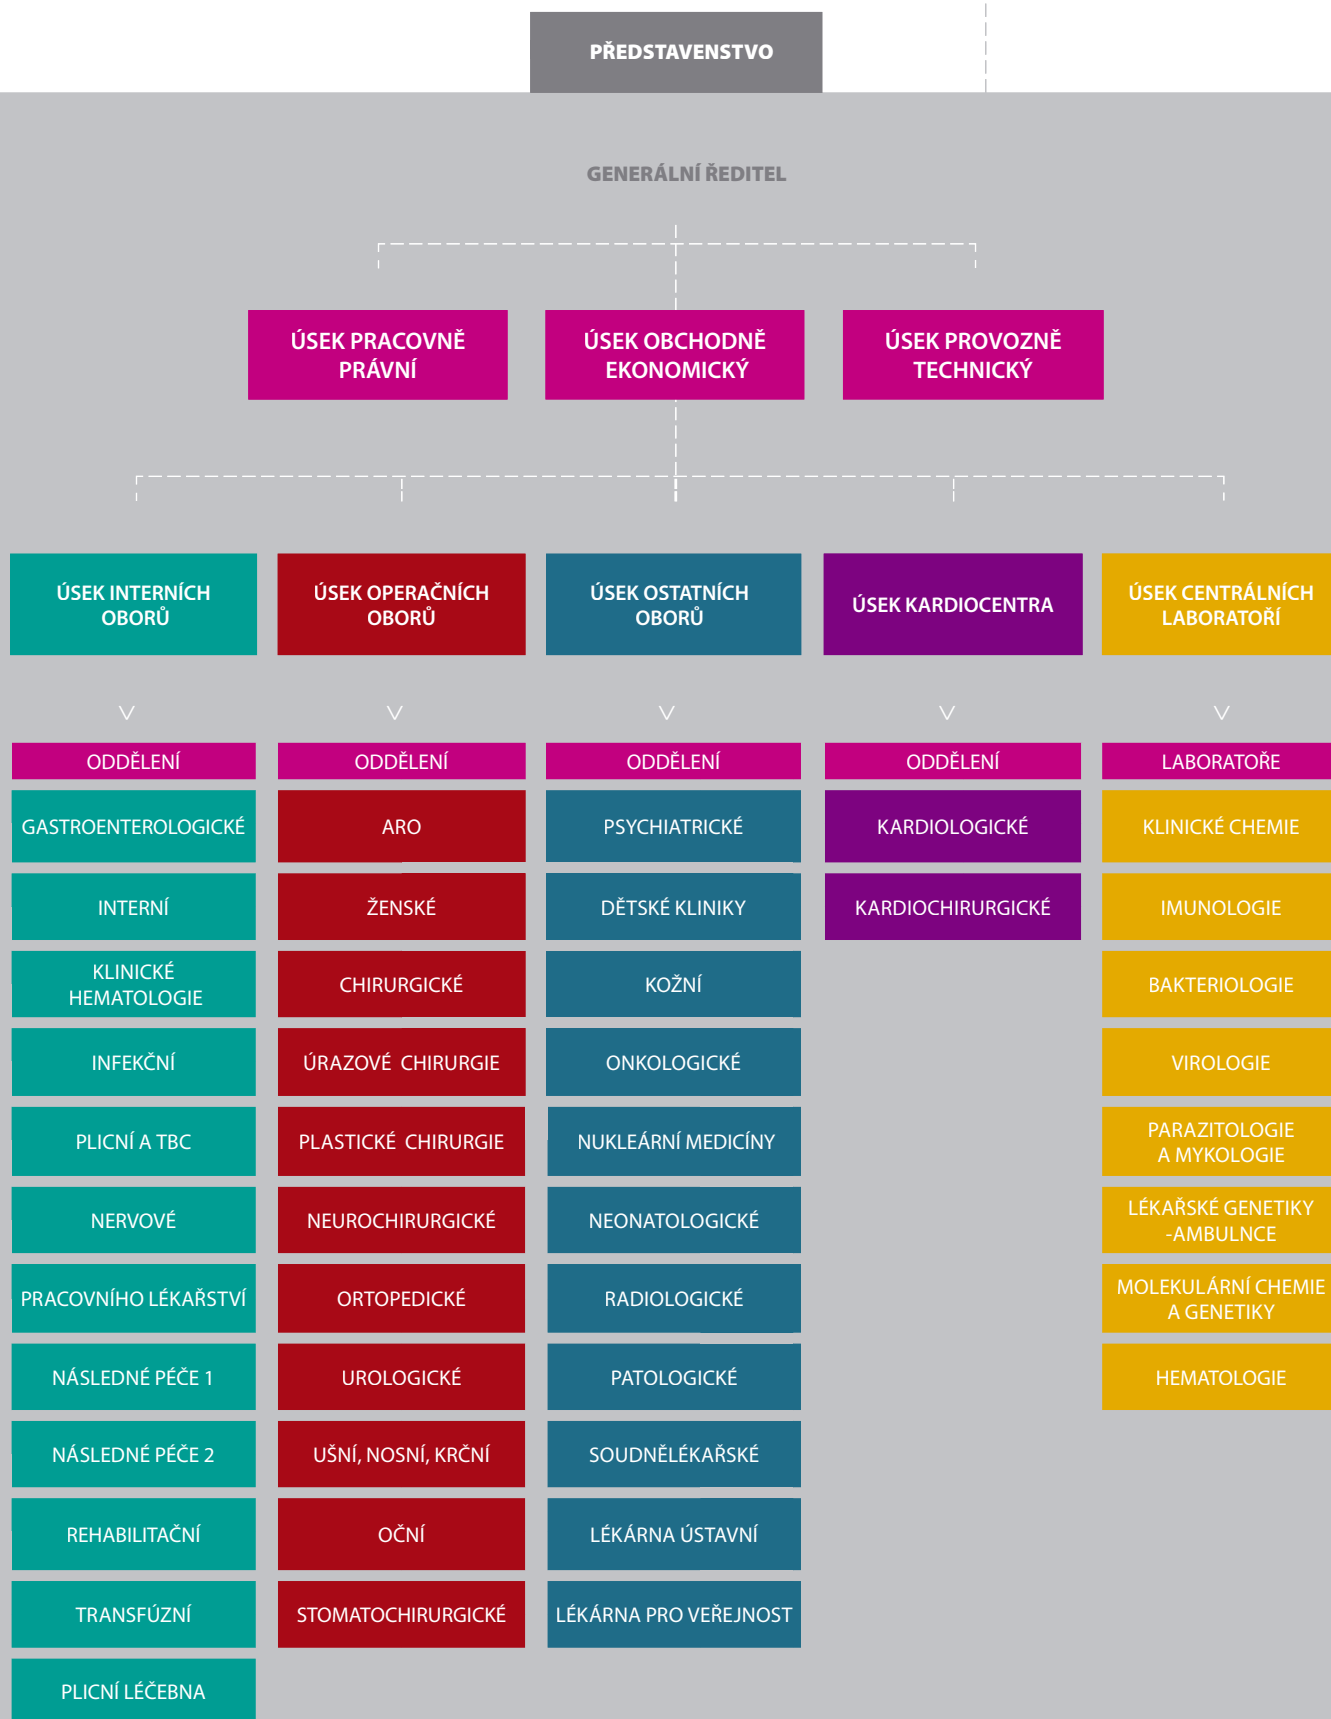 PŘEDSTAVENSTVO
GENERÁLNÍ ŘEDITEL
ÚSEK PRACOVNĚ
PRÁVNÍ
ÚSEK OBCHODNĚ
EKONOMICKÝ
ÚSEK PROVOZNĚ
TECHNICKÝ
ÚSEK INTERNÍCH
OBORŮ
ÚSEK OPERAČNÍCH
OBORŮ
ÚSEK OSTATNÍCH
OBORŮ
ÚSEK KARDIOCENTRA
ÚSEK CENTRÁLNÍCH
LABORATOŘÍ
ODDĚLENÍ
GASTROENTEROLOGICKÉ
INTERNÍ
KLINICKÉ
HEMATOLOGIE
INFEKČNÍ
PLICNÍ A TBC
NERVOVÉ
PRACOVNÍHO LÉKAŘSTVÍ
NÁSLEDNÉ PÉČE 1
NÁSLEDNÉ PÉČE 2
REHABILITAČNÍ
TRANSFÚZNÍ
PLICNÍ LÉČEBNA
ODDĚLENÍ
ARO
ŽENSKÉ
CHIRURGICKÉ
ÚRAZOVÉ CHIRURGIE
PLASTICKÉ CHIRURGIE
NEUROCHIRURGICKÉ
ORTOPEDICKÉ
UROLOGICKÉ
UŠNÍ, NOSNÍ, KRČNÍ
OČNÍ
STOMATOCHIRURGICKÉ
ODDĚLENÍ
PSYCHIATRICKÉ
DĚTSKÉ KLINIKY
KOŽNÍ
ONKOLOGICKÉ
NUKLEÁRNÍ MEDICÍNY
NEONATOLOGICKÉ
RADIOLOGICKÉ
PATOLOGICKÉ
SOUDNĚLÉKAŘSKÉ
LÉKÁRNA ÚSTAVNÍ
LÉKÁRNA PRO VEŘEJNOST
ODDĚLENÍ
KARDIOLOGICKÉ
KARDIOCHIRURGICKÉ
LABORATOŘE
KLINICKÉ CHEMIE
IMUNOLOGIE
BAKTERIOLOGIE
VIROLOGIE
PARAZITOLOGIE
A MYKOLOGIE
LÉKAŘSKÉ GENETIKY
-AMBULNCE
MOLEKULÁRNÍ CHEMIE
A GENETIKY
HEMATOLOGIE